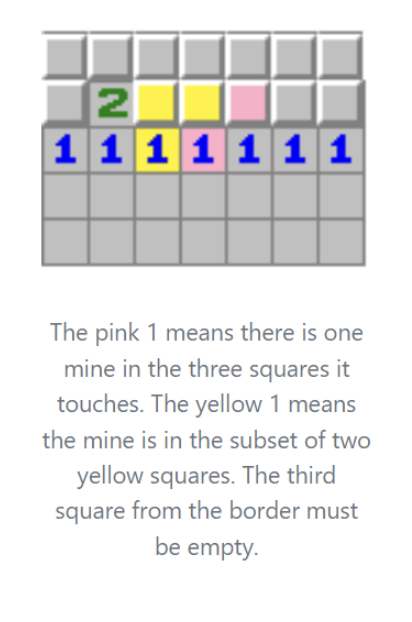 2
1 1 1 1 1 1 1
The pink 1 means there is one
mine in the three squares it
touches. The yellow 1 means
the mine is in the subset of two
yellow squares. The third
square from the border must
be empty.